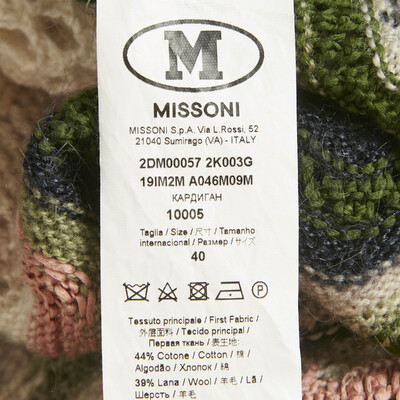 M
MISSONI
MISSONI S.p.A. Via L.Rossi, 52
21040 Sumirago (VA) - ITALY
2DM00057 2K003G
19IM2M A046M09M
КАРДИГАН
10005
Taglia / Size / 尺寸 / Tamanho
internacional / Размер / サイズ
40
P
Tessuto principale / First Fabric /
外层面料 / Tecido principal /
Первая ткань / 表生地:
44% Cotone / Cotton / 棉 /
Algodão / Хлопок / 綿
39% Lana / Wool / 羊毛 / Lã /
Шерсть / 羊毛